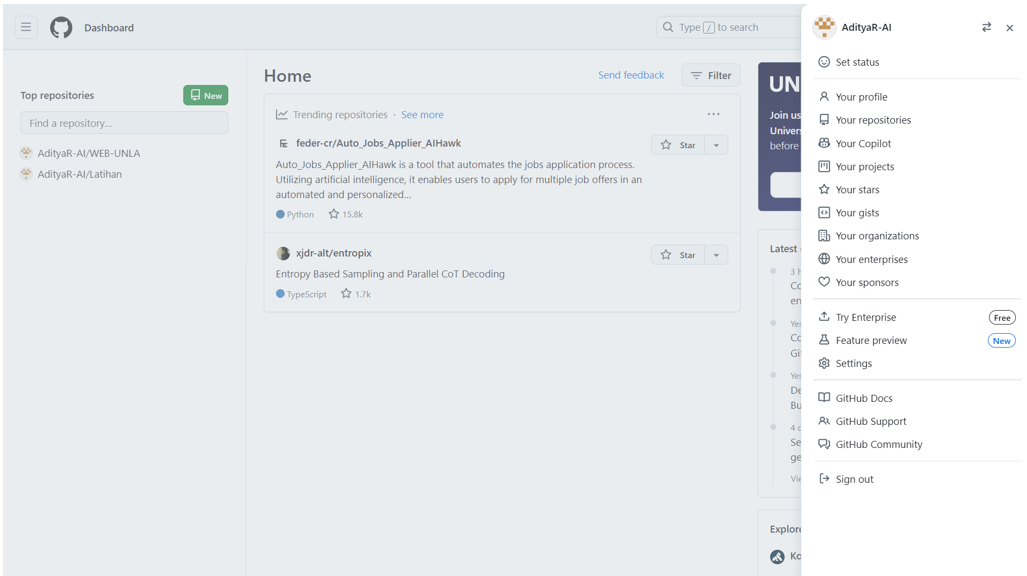 Dashboard
Type / to search
Top repositories
New
Find a repository...
AdityaR-AI/WEB-UNLA
AdityaR-AI/Latihan
Home
Send feedback
Filter
Trending repositories · See more
feder-cr/Auto_Jobs_Applier_AIHawk
Star
Auto_Jobs_Applier_AIHawk is a tool that automates the jobs application process.
Utilizing artificial intelligence, it enables users to apply for multiple job offers in an
automated and personalized...
Python
15.8k
xjdr-alt/entropix
Star
Entropy Based Sampling and Parallel CoT Decoding
TypeScript
1.7k
UN
Join us
Univers
before
Latest
3 h
Co
en
Yes
Co
Gi
Yes
De
Bu
4 d
Se
ge
Vie
Explore
Ko
AdityaR-AI
Set status
Your profile
Your repositories
Your Copilot
Your projects
Your stars
Your gists
Your organizations
Your enterprises
Your sponsors
Try Enterprise
Free
Feature preview
New
Settings
GitHub Docs
GitHub Support
GitHub Community
Sign out